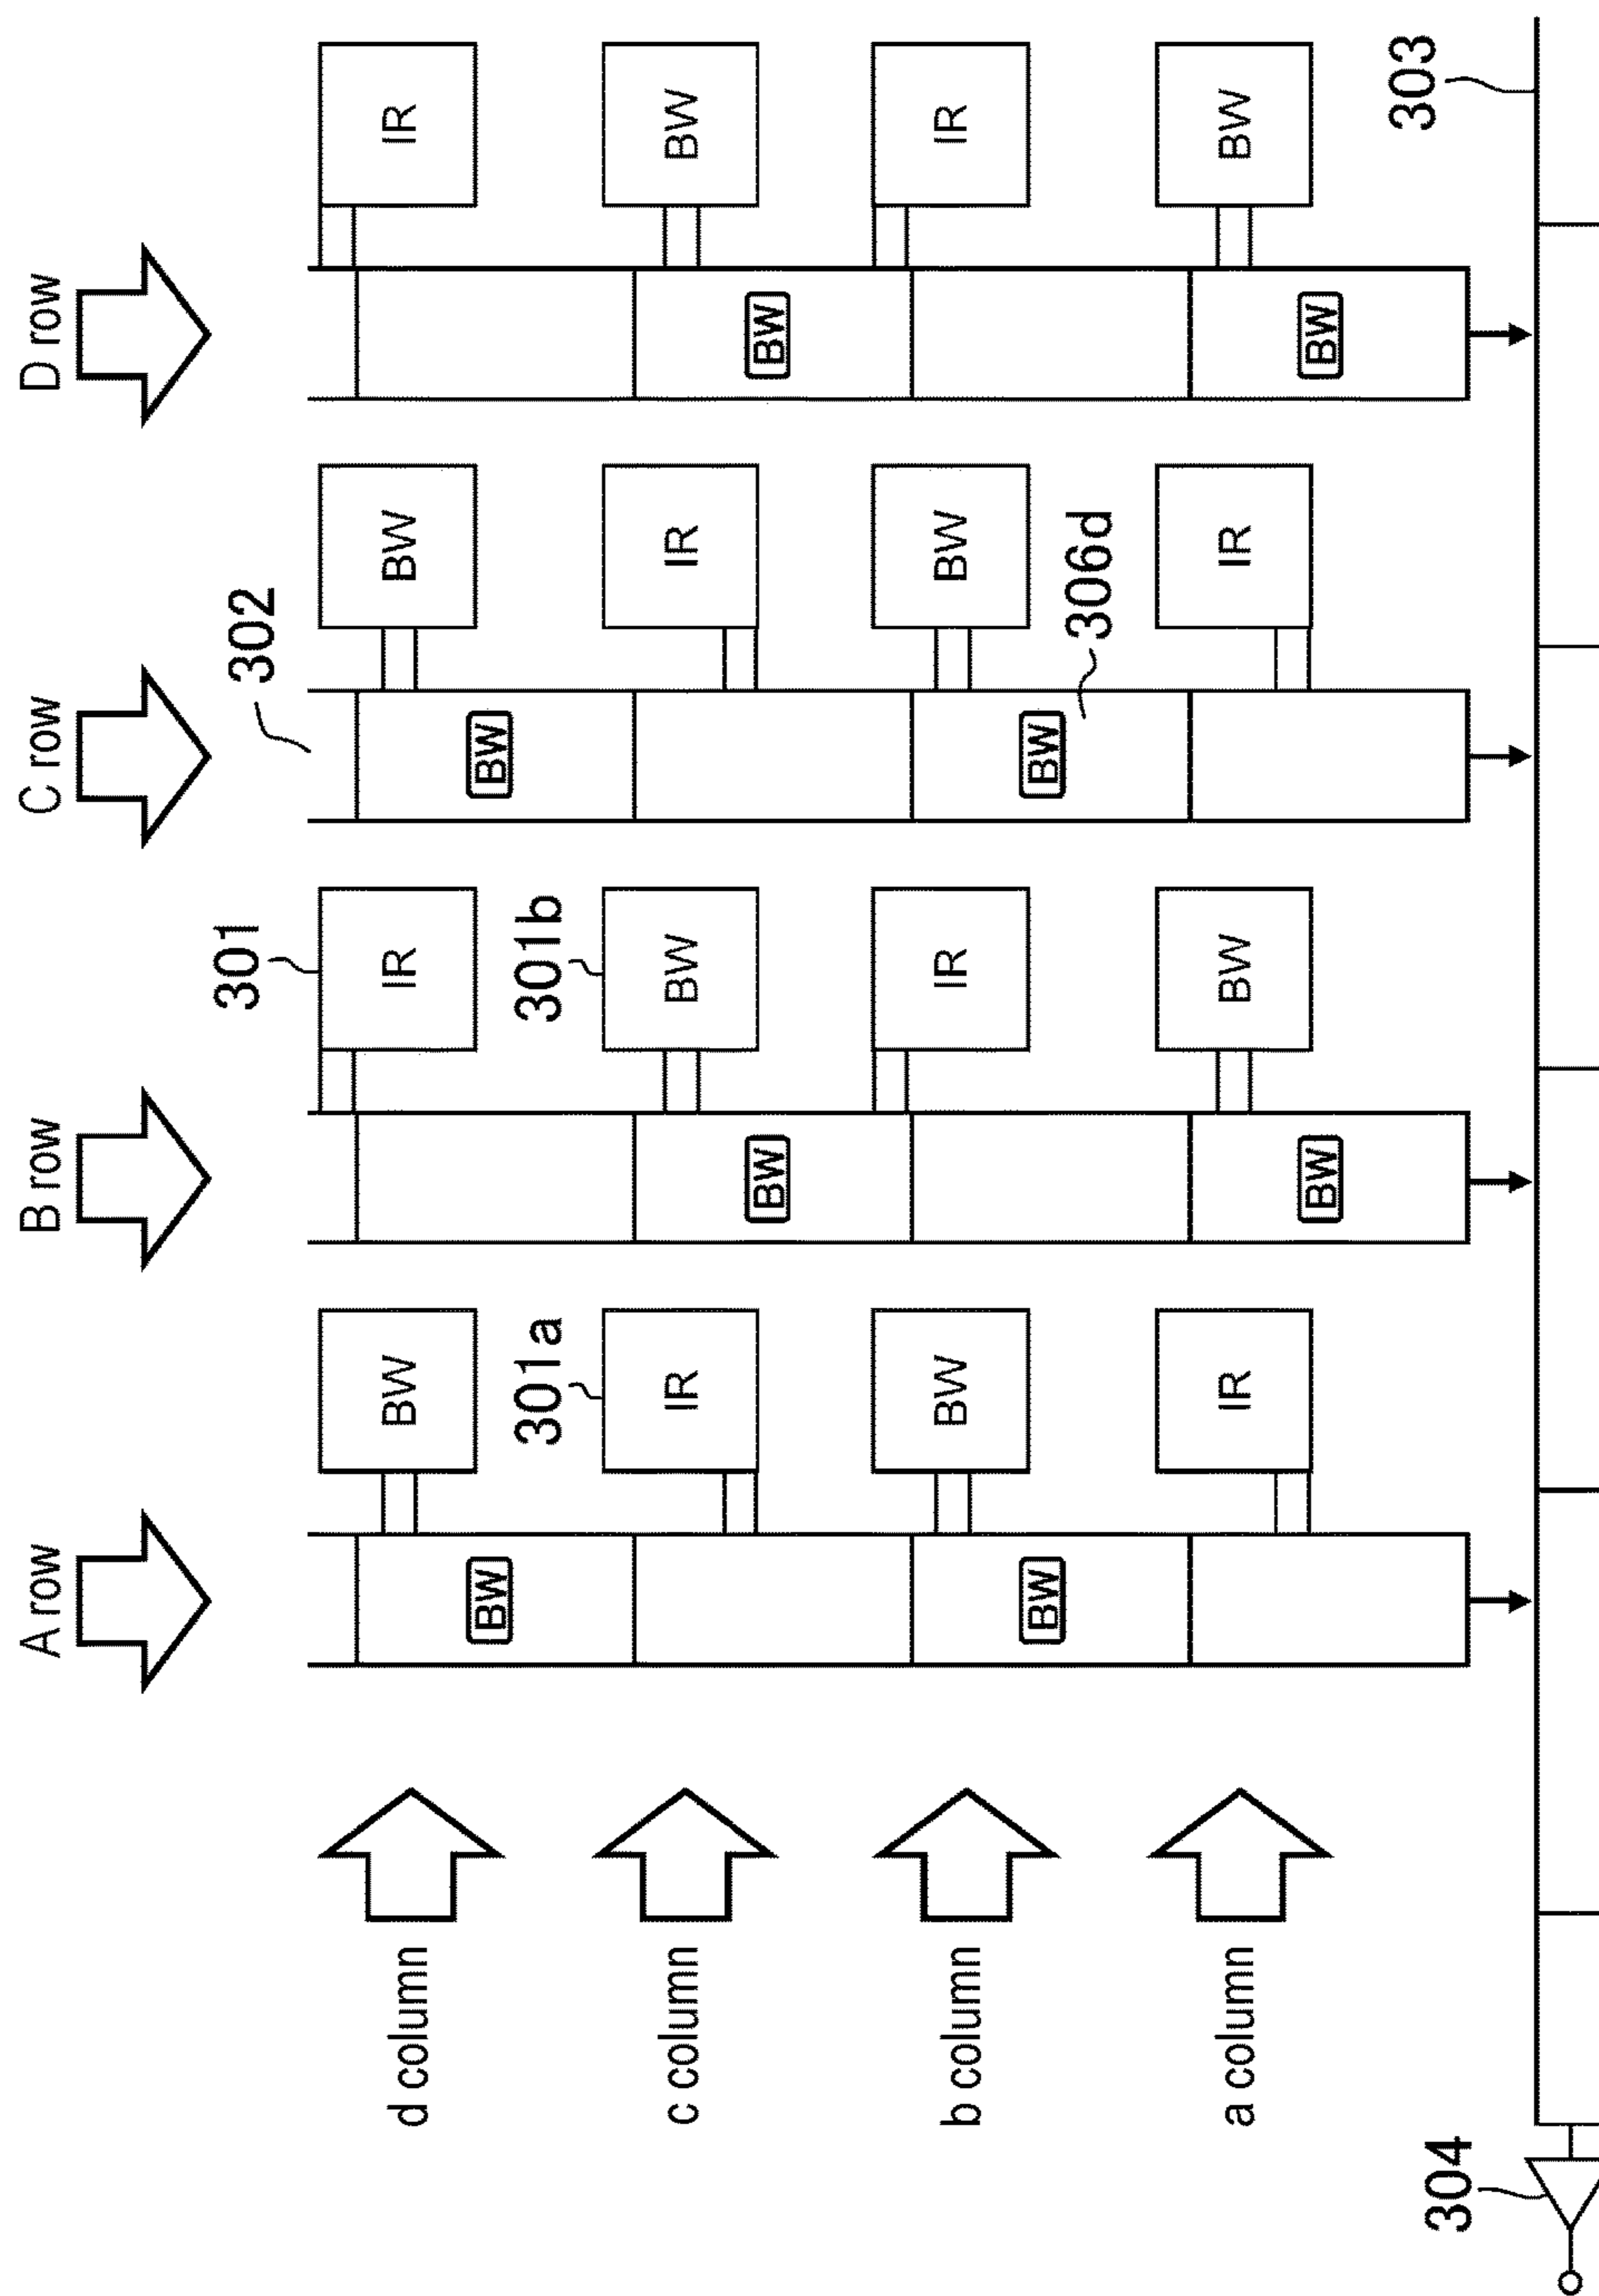 A row B row C row D row
301 302
d column BW IR BW IR
BW BW
301a 301b
c column IR BW IR BW
BW BW
b column BW IR BW IR
BW BW
306d
a column IR BW IR BW
BW BW
303
304